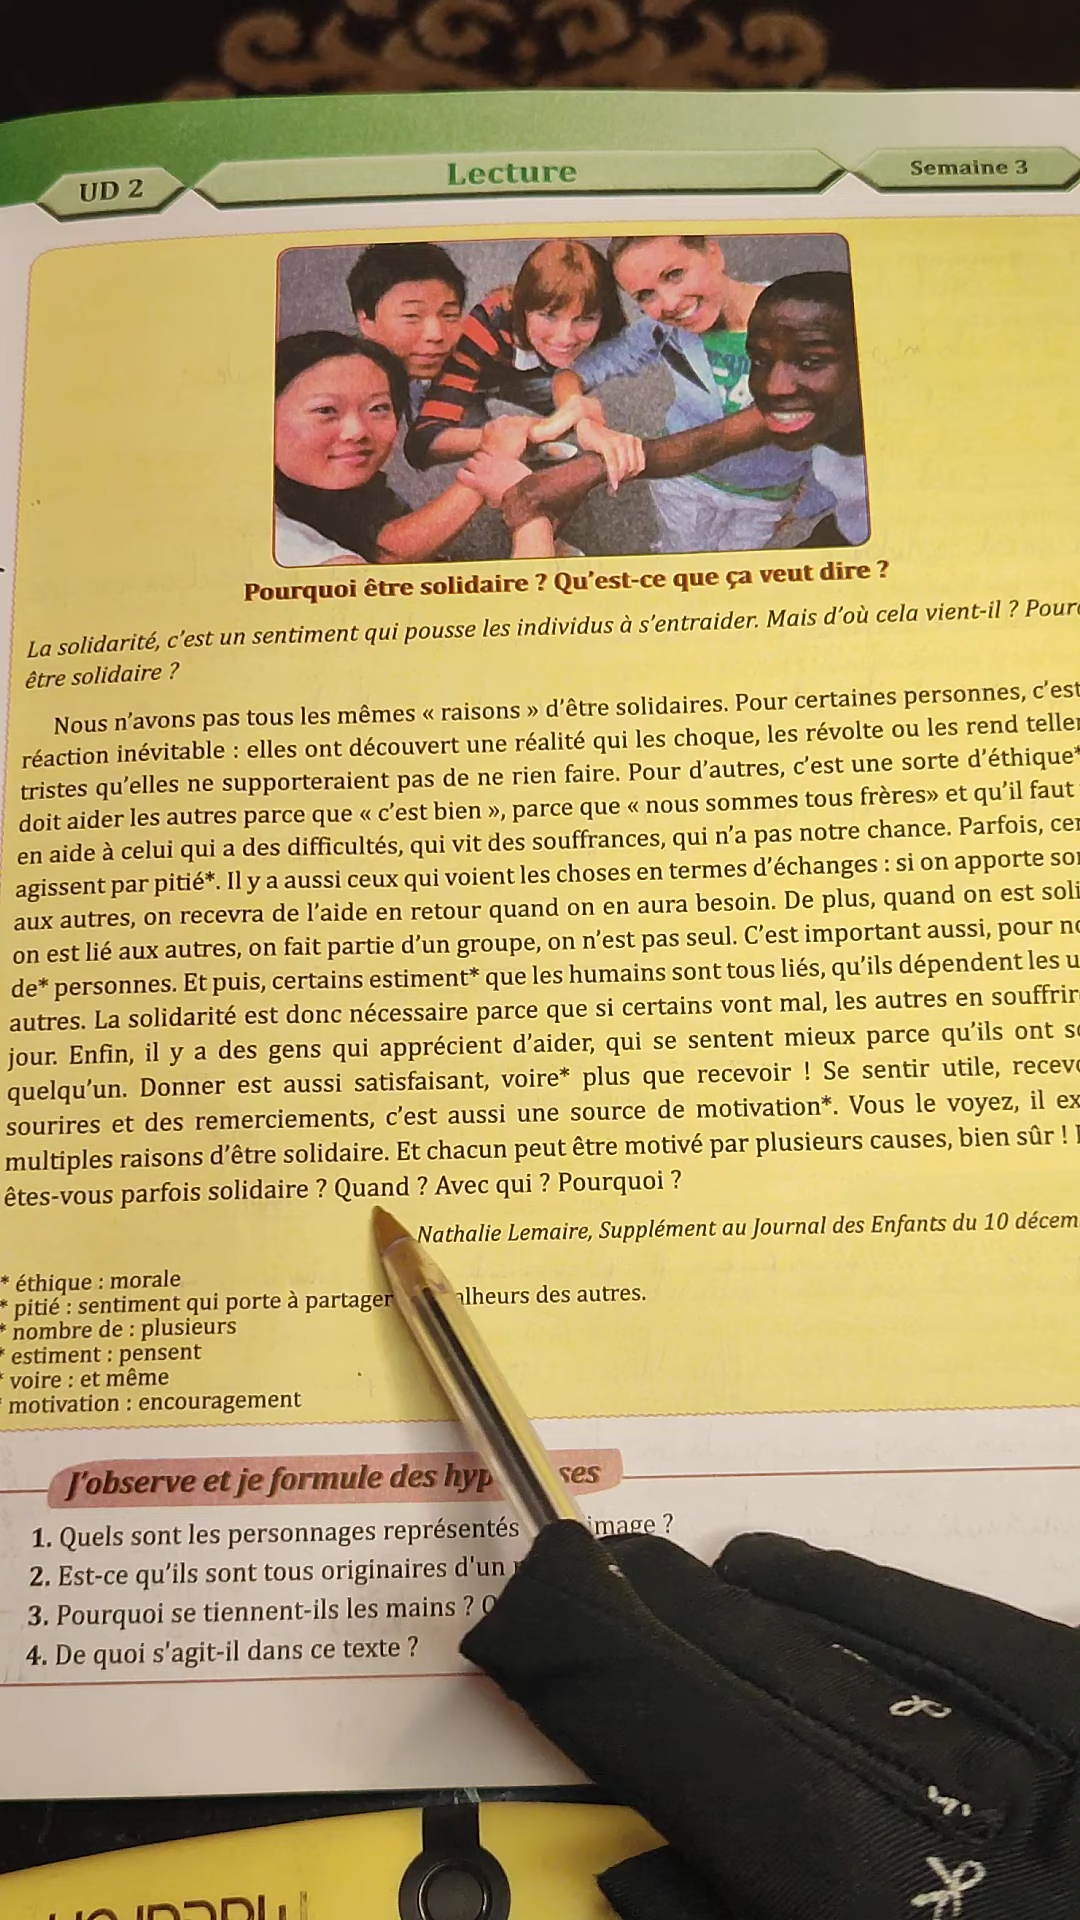 UD 2
Lecture
Semaine 3
Pourquoi être solidaire ? Qu'est-ce que ça veut dire ?
La solidarité, c'est un sentiment qui pousse les individus à s'entraider. Mais d'où cela vient-il ?
être solidaire ?
Nous n'avons pas tous les mêmes « raisons » d'être solidaires. Pour certaines personnes, c'est
réaction inévitable : elles ont découvert une réalité qui les choque, les révolte ou les rend
tristes qu'elles ne supporteraient pas de ne rien faire. Pour d'autres, c'est une sorte d'éthique*
doit aider les autres parce que « c'est bien », parce que « nous sommes tous frères» et qu'il faut
en aide à celui qui a des difficultés, qui vit des souffrances, qui n'a pas notre chance. Parfois,
agissent par pitié*. Il y a aussi ceux qui voient les choses en termes d'échanges : si on apporte
aux autres, on recevra de l'aide en retour quand on en aura besoin. De plus, quand on est
on est lié aux autres, on fait partie d'un groupe, on n'est pas seul. C'est important aussi, pour
de* personnes. Et puis, certains estiment* que les humains sont tous liés, qu'ils dépendent les
autres. La solidarité est donc nécessaire parce que si certains vont mal, les autres en
jour. Enfin, il y a des gens qui apprécient d'aider, qui se sentent mieux parce qu'ils ont
quelqu'un. Donner est aussi satisfaisant, voire* plus que recevoir ! Se sentir utile,
sourires et des remerciements, c'est aussi une source de motivation*. Vous le voyez, il
multiples raisons d'être solidaire. Et chacun peut être motivé par plusieurs causes, bien sûr !
êtes-vous parfois solidaire ? Quand ? Avec qui ? Pourquoi ?
Nathalie Lemaire, Supplément au Journal des Enfants du 10
* éthique : morale
* pitié : sentiment qui porte à partager des autres.
* nombre de : plusieurs
* estiment : pensent
* voire : et même
* motivation : encouragement
J'observe et je formule des
1. Quels sont les personnages représentés image ?
2. Est-ce qu'ils sont tous originaires d'un
3. Pourquoi se tiennent-ils les mains ?
4. De quoi s'agit-il dans ce texte ?